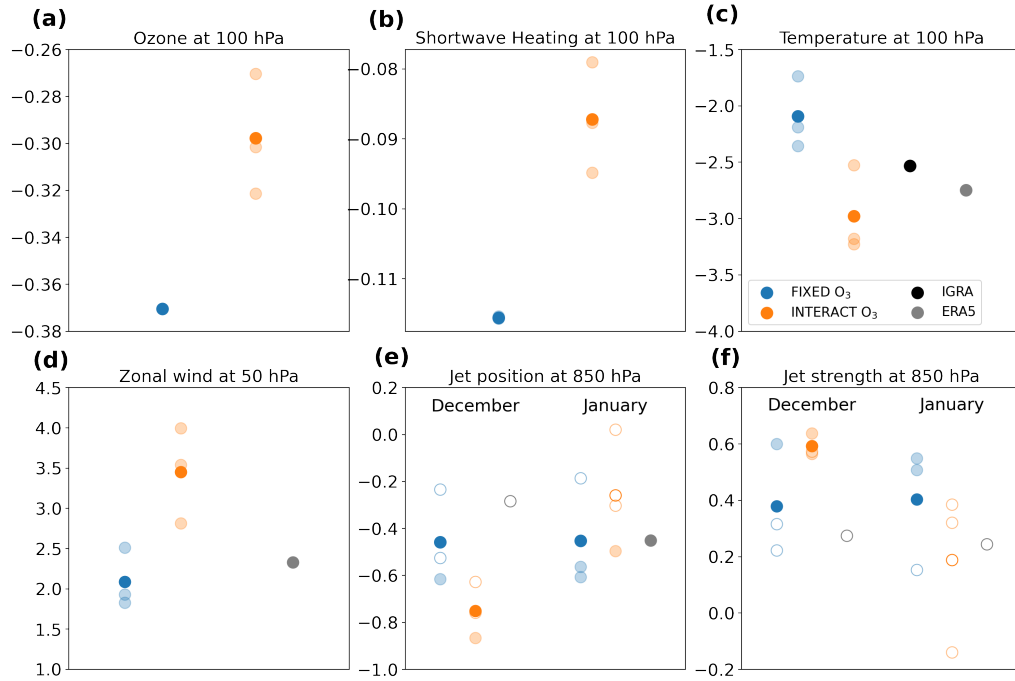 (a)
Ozone at 100 hPa
−0.26
−0.28
−0.30
−0.32
−0.34
−0.36
−0.38
(b)
Shortwave Heating at 100 hPa
−0.08
−0.09
−0.10
−0.11
(c)
Temperature at 100 hPa
−1.5
−2.0
−2.5
−3.0
−3.5
−4.0
FIXED O₃
INTERACT O₃
IGRA
ERA5
(d)
Zonal wind at 50 hPa
4.5
4.0
3.5
3.0
2.5
2.0
1.5
1.0
(e)
Jet position at 850 hPa
December January
0.2
0.0
−0.2
−0.4
−0.6
−0.8
−1.0
(f)
Jet strength at 850 hPa
December January
0.8
0.6
0.4
0.2
0.0
−0.2